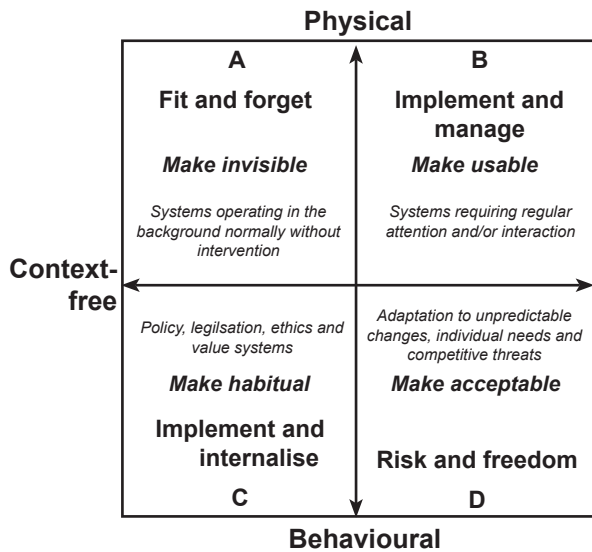 Physical
A
Fit and forget
Make invisible
Systems operating in the
background normally without
intervention
B
Implement and
manage
Make usable
Systems requiring regular
attention and/or interaction
Context-
free
Policy, legilsation, ethics and
value systems
Make habitual
Implement and
internalise
C
Adaptation to unpredictable
changes, individual needs and
competitive threats
Make acceptable
Risk and freedom
D
Behavioural